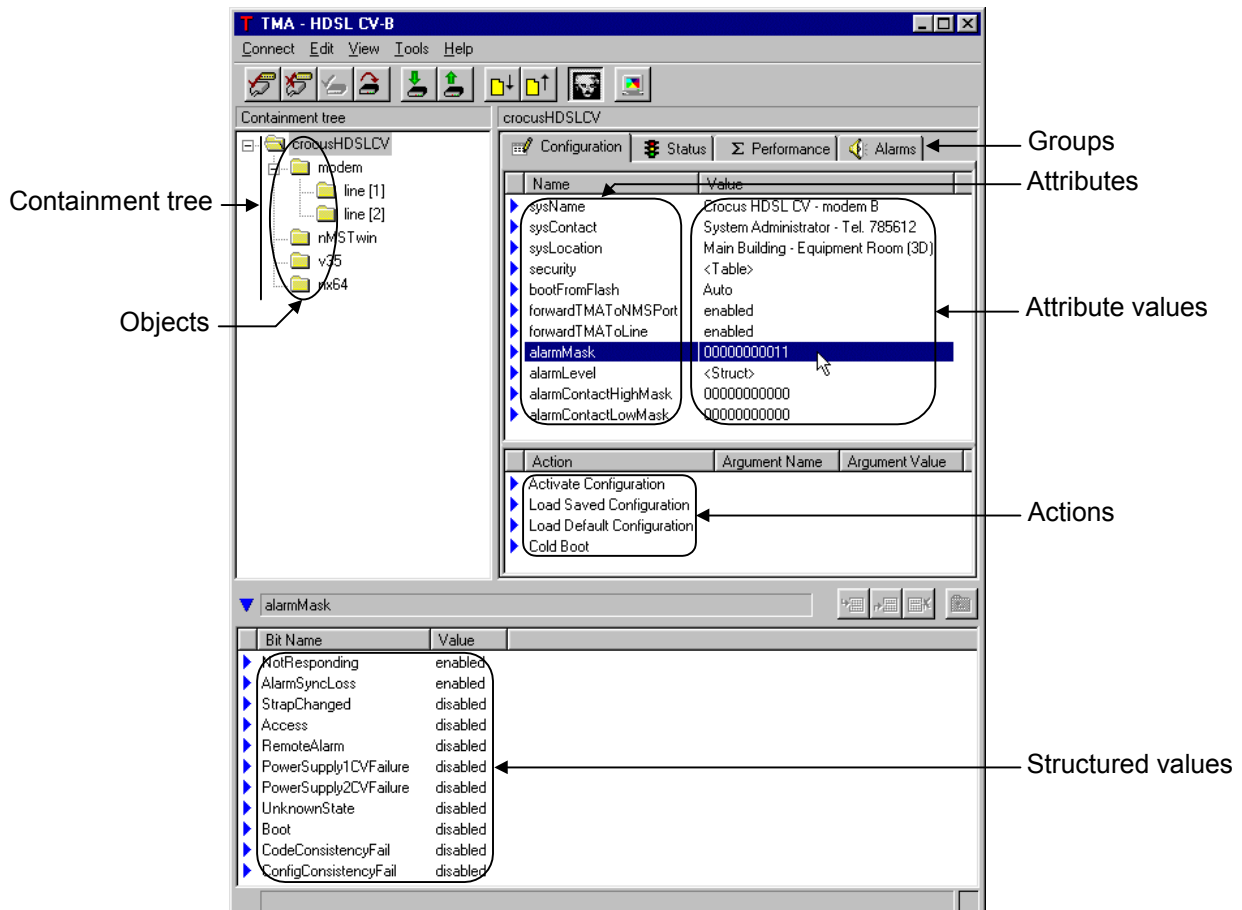 TMA - HDSL CV-B
Connect Edit View Tools Help
Containment tree
crocusHDSLCV
crocusHDSLCV
modem
line [1]
line [2]
nMSTwin
v35
nx64
Containment tree
Objects
Configuration Status Σ Performance Alarms
Groups
Attributes
Name Value
sysName Crocus HDSL CV - modem B
sysContact System Administrator - Tel. 785612
sysLocation Main Building - Equipment Room (3D)
security <Table>
bootFromFlash Auto
forwardTMAToNMSPort enabled
forwardTMAToLine enabled
alarmMask 00000000011
alarmLevel <Struct>
alarmContactHighMask 00000000000
alarmContactLowMask 00000000000
Attribute values
Action Argument Name Argument Value
Activate Configuration
Load Saved Configuration
Load Default Configuration
Cold Boot
Actions
alarmMask
Bit Name Value
NotResponding enabled
AlarmSyncLoss enabled
StrapChanged disabled
Access disabled
RemoteAlarm disabled
PowerSupply1CVFailure disabled
PowerSupply2CVFailure disabled
UnknownState disabled
Boot disabled
CodeConsistencyFail disabled
ConfigConsistencyFail disabled
Structured values